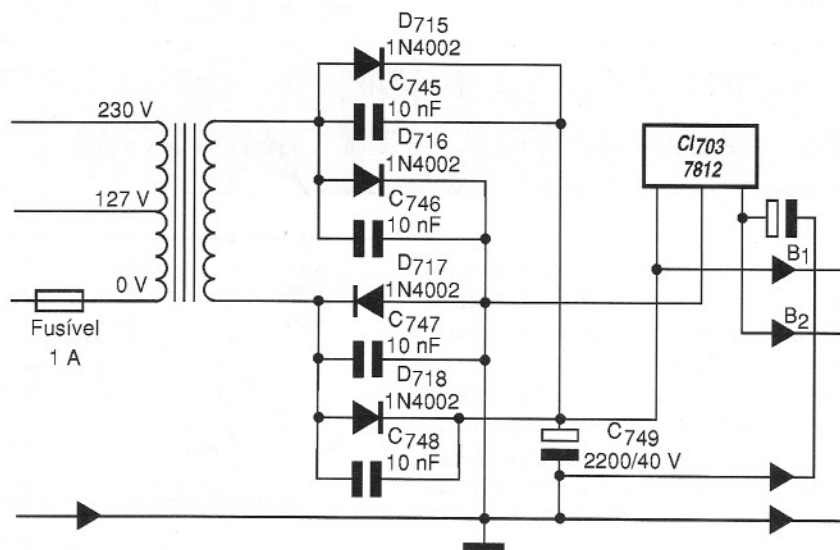 D715
1N4002
C745
10 nF
D716
1N4002
C746
10 nF
D717
1N4002
C747
10 nF
D718
1N4002
C748
10 nF
230 V
127 V
0 V
Fusível
1 A
CI703
7812
B1
B2
C749
2200/40 V